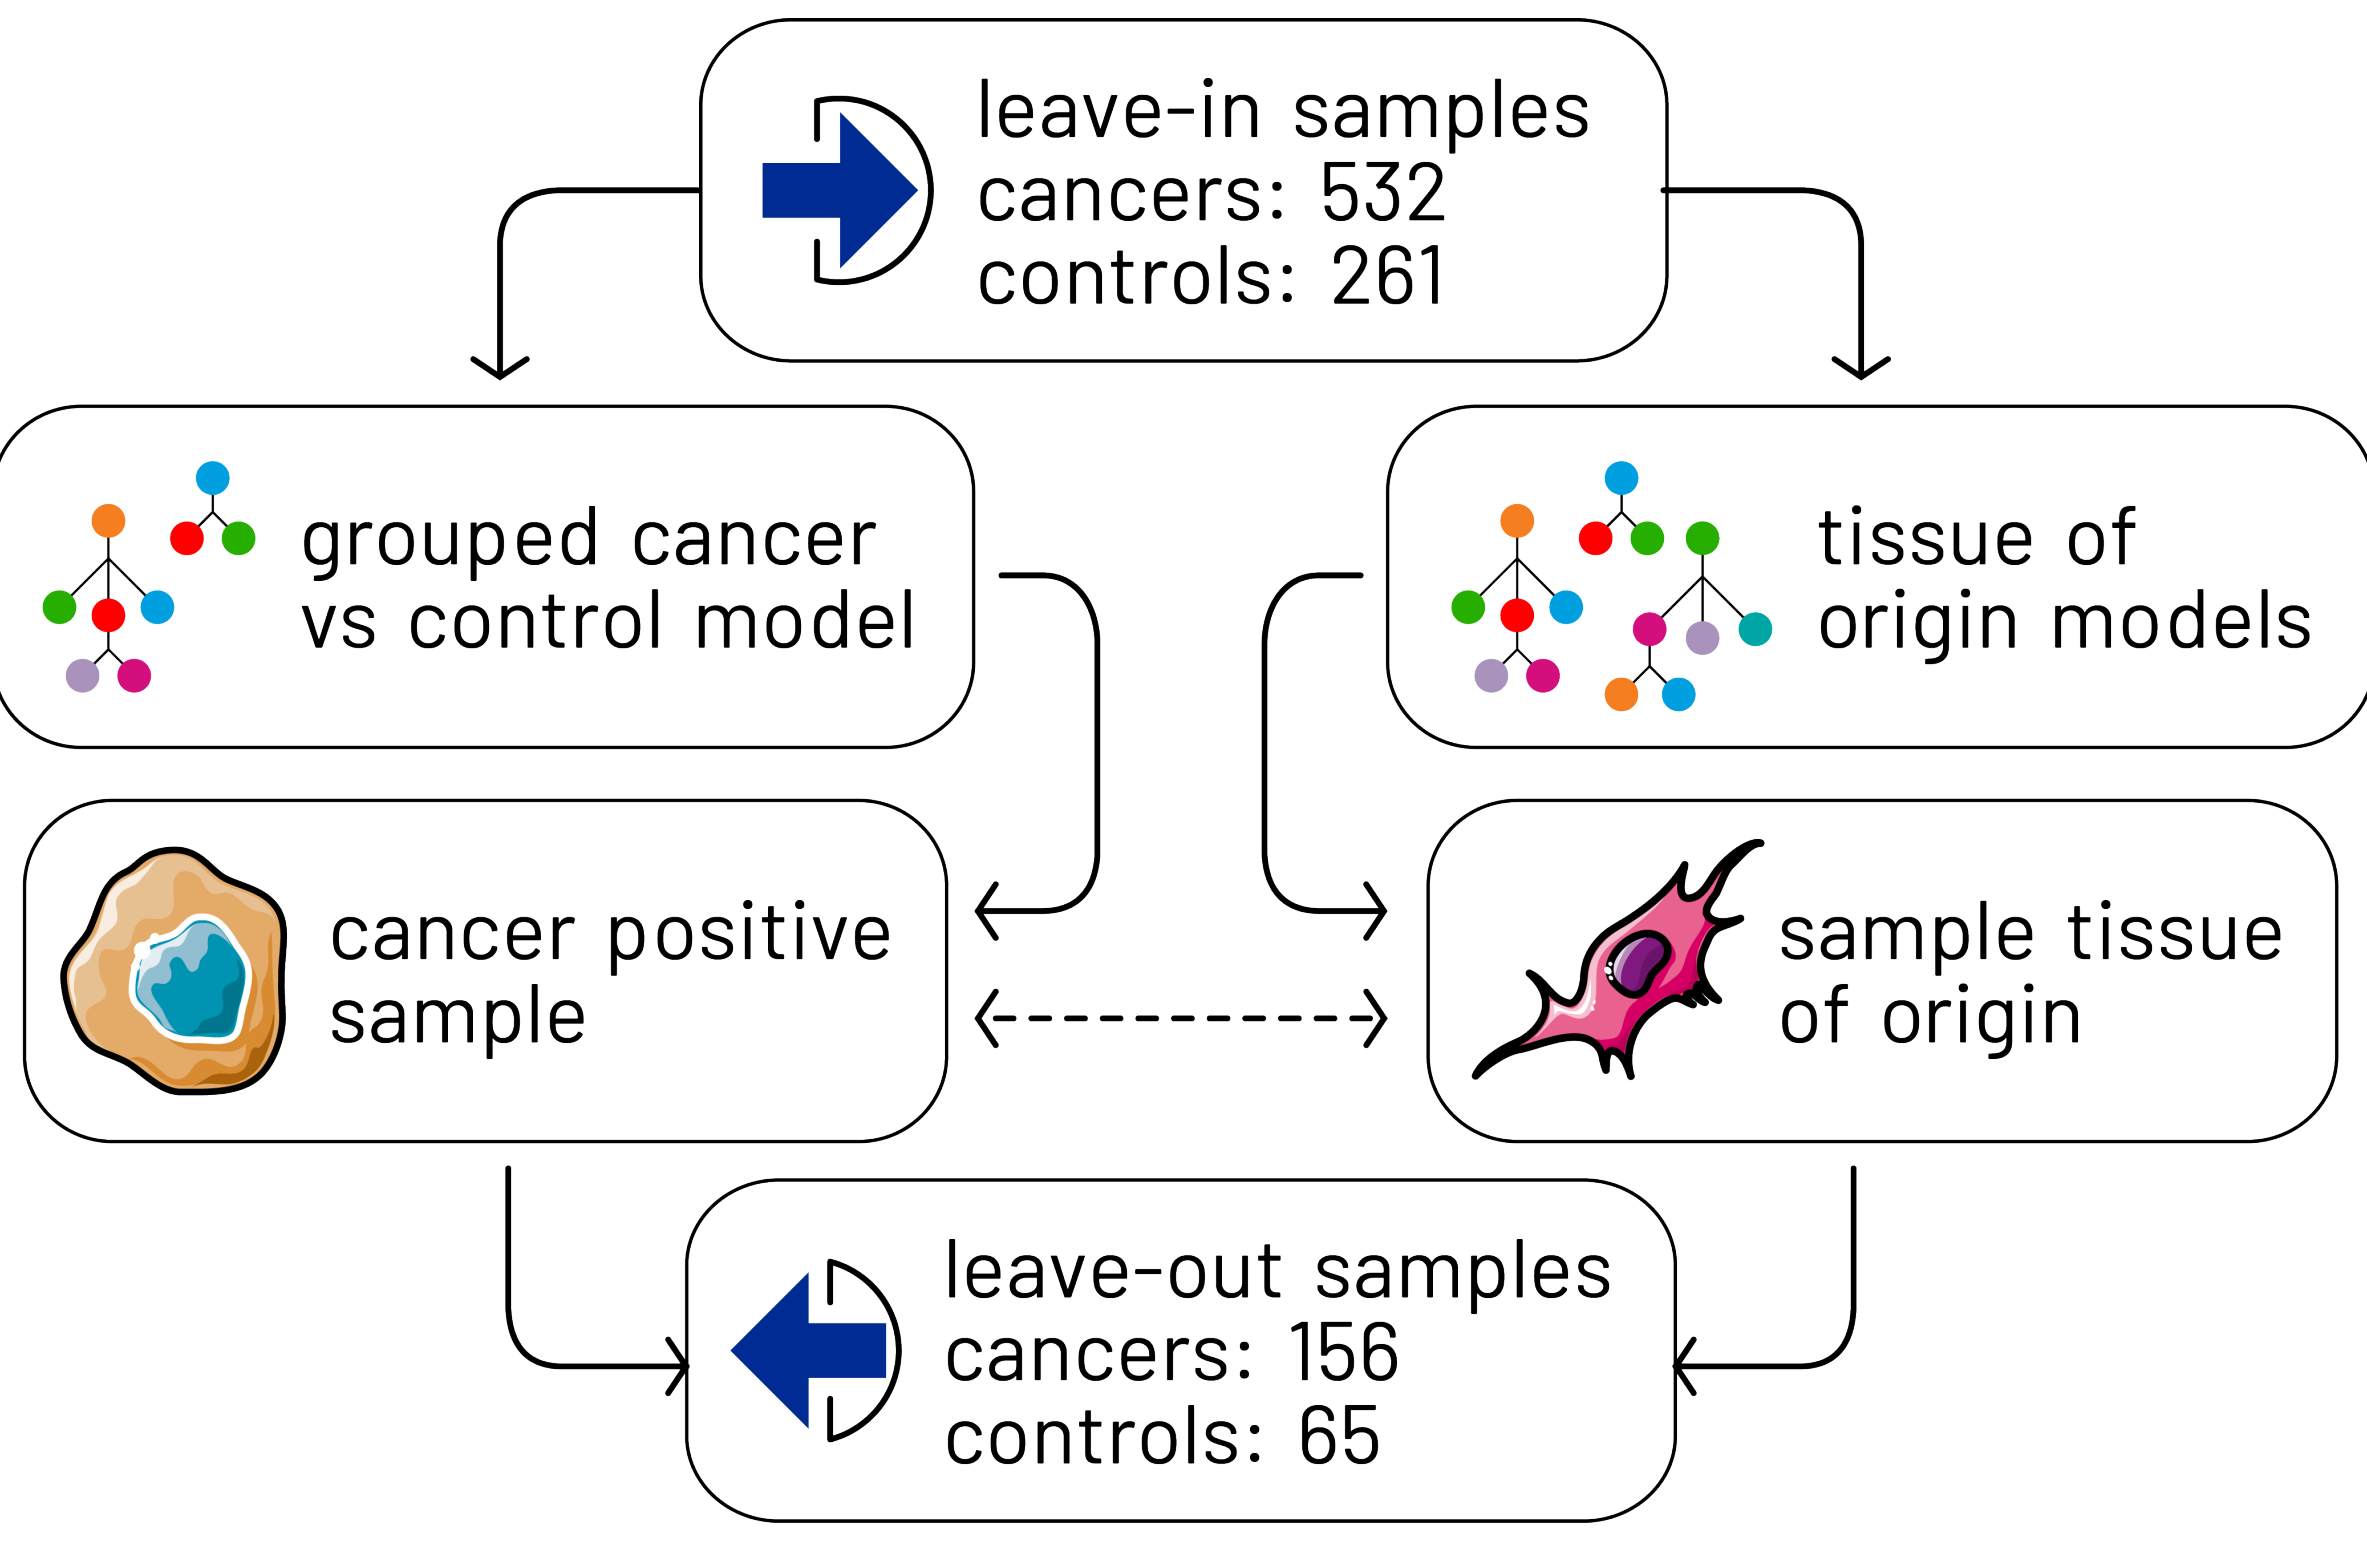 leave-in samples
cancers: 532
controls: 261
grouped cancer
vs control model
tissue of
origin models
cancer positive
sample
sample tissue
of origin
leave-out samples
cancers: 156
controls: 65